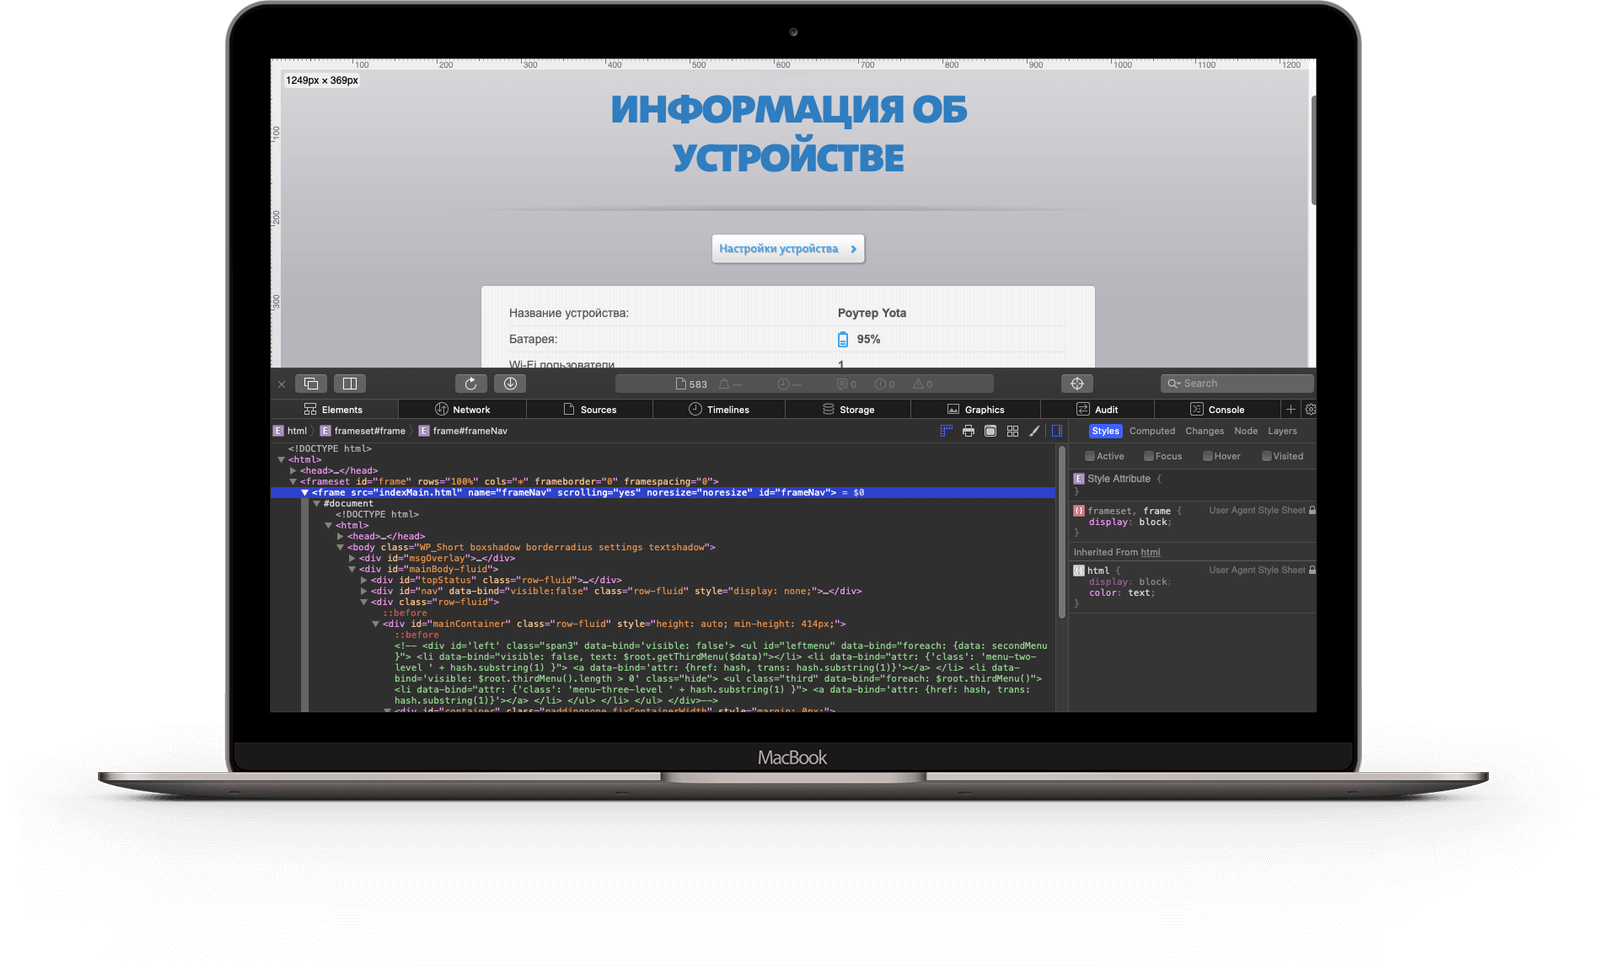 100 200 300 400 500 600 700 800 900 1000 1100 1200
1249px × 369px
100
200
300
ИНФОРМАЦИЯ ОБ
УСТРОЙСТВЕ
Настройки устройства
Название устройства: Роутер Yota
Батарея: 95%
Wi-Fi пользователи 1
583 — — 0 0 0 Search
Elements Network Sources Timelines Storage Graphics Audit Console
E html E frameset#frame E frame#frameNav
Styles Computed Changes Node Layers
<!DOCTYPE html>
<html>
<head>…</head>
<frameset id="frame" rows="100%" cols="*" frameborder="0" framespacing="0">
<frame src="indexMain.html" name="frameNav" scrolling="yes" noresize="noresize" id="frameNav"> = $0
#document
<!DOCTYPE html>
<html>
<head>…</head>
<body class="WP_Short boxshadow borderradius settings textshadow">
<div id="msgOverlay">…</div>
<div id="mainBody-fluid">
<div id="topStatus" class="row-fluid">…</div>
<div id="nav" data-bind="visible:false" class="row-fluid" style="display: none;">…</div>
<div class="row-fluid">
::before
<div id="mainContainer" class="row-fluid" style="height: auto; min-height: 414px;">
::before
<!-- <div id='left' class="span3" data-bind='visible: false'> <ul id="leftmenu" data-bind="foreach: {data: secondMenu
}"> <li data-bind="visible: false, text: $root.getThirdMenu($data)"></li> <li data-bind="attr: {'class': 'menu-two-
level ' + hash.substring(1) }"> <a data-bind='attr: {href: hash, trans: hash.substring(1)}'></a> </li> <li data-
bind='visible: $root.thirdMenu().length > 0' class="hide"> <ul class="third" data-bind="foreach: $root.thirdMenu()">
<li data-bind="attr: {'class': 'menu-three-level ' + hash.substring(1) }"> <a data-bind='attr: {href: hash, trans:
hash.substring(1)}'></a> </li> </ul> </li> </ul> </div>-->
<div id="container" class="paddingnone fixContainerWidth" style="margin: 0px;">
Active Focus Hover Visited
E Style Attribute {
}
frameset, frame { User Agent Style Sheet
display: block;
}
Inherited From html
html { User Agent Style Sheet
display: block;
color: text;
}
MacBook